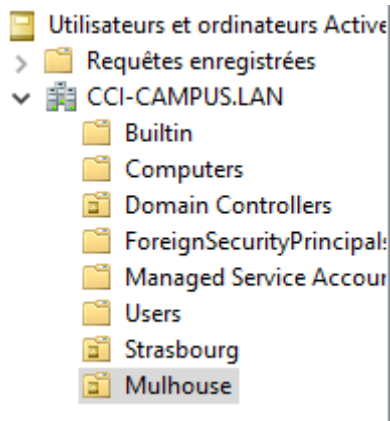 Utilisateurs et ordinateurs Active
Requêtes enregistrées
CCI-CAMPUS.LAN
Builtin
Computers
Domain Controllers
ForeignSecurityPrincipals
Managed Service Accour
Users
Strasbourg
Mulhouse